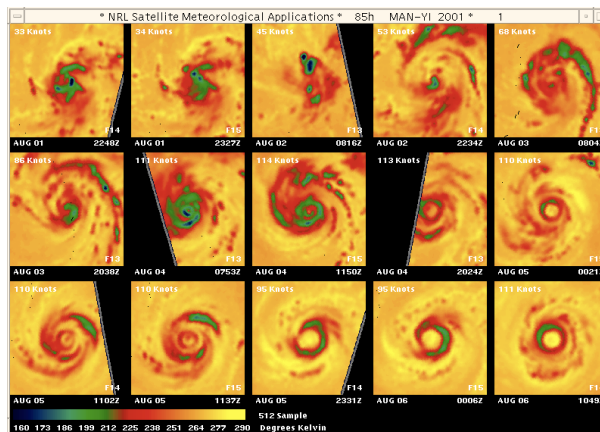 * NRL Satellite Meteorological Applications * 85h MAN-YI 2001 * 1
33 Knots 34 Knots 45 Knots 53 Knots 68 Knots
F14 F15 F13 F15
AUG 01 2248Z AUG 01 2327Z AUG 02 0816Z AUG 02 2234Z AUG 03 0804
86 Knots 111 Knots 114 Knots 113 Knots 110 Knots
F13 F13 F15 F13
AUG 03 2038Z AUG 04 0753Z AUG 04 1150Z AUG 04 2024Z AUG 05 0021
110 Knots 110 Knots 95 Knots 95 Knots 111 Knots
F14 F15 F14 F15
AUG 05 1102Z AUG 05 1137Z AUG 05 2331Z AUG 06 0006Z AUG 06 1049
512 Sample
160 173 186 199 212 225 238 251 264 277 290 Degrees Kelvin